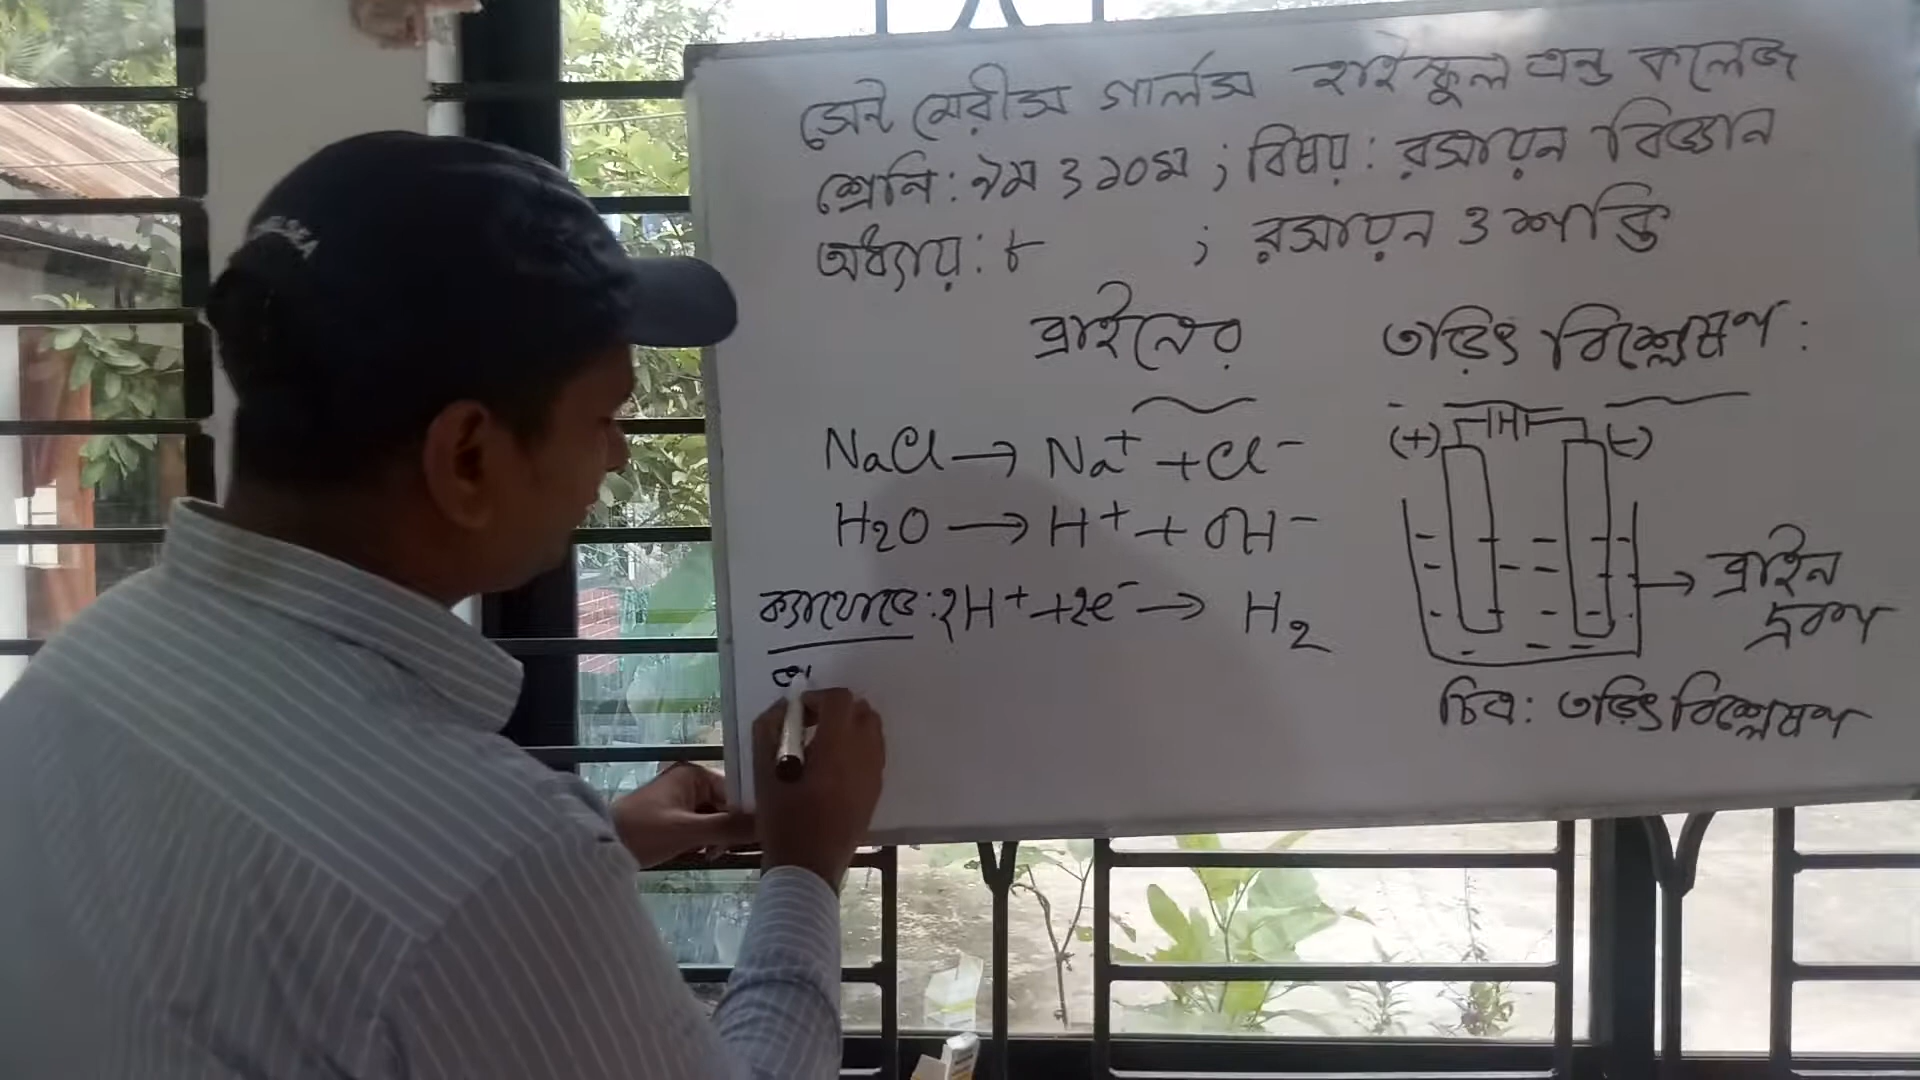 সেন্ট মেরীস গার্লস হাইস্কুল এন্ড কলেজ
শ্রেনি: ৯ম ও ১০ম ; বিষয়: রসায়ন বিজ্ঞান
অধ্যায়: ৮ ; রসায়ন ও শক্তি
ব্রাইনের তড়িৎ বিশ্লেষণ:
NaCl → Na⁺ + Cl⁻
H₂O → H⁺ + OH⁻
ক্যাথোডে: 2H⁺ + 2e⁻ → H₂
(+) (-)
ব্রাইন
দ্রবণ
চিত্র: তড়িৎ বিশ্লেষণ